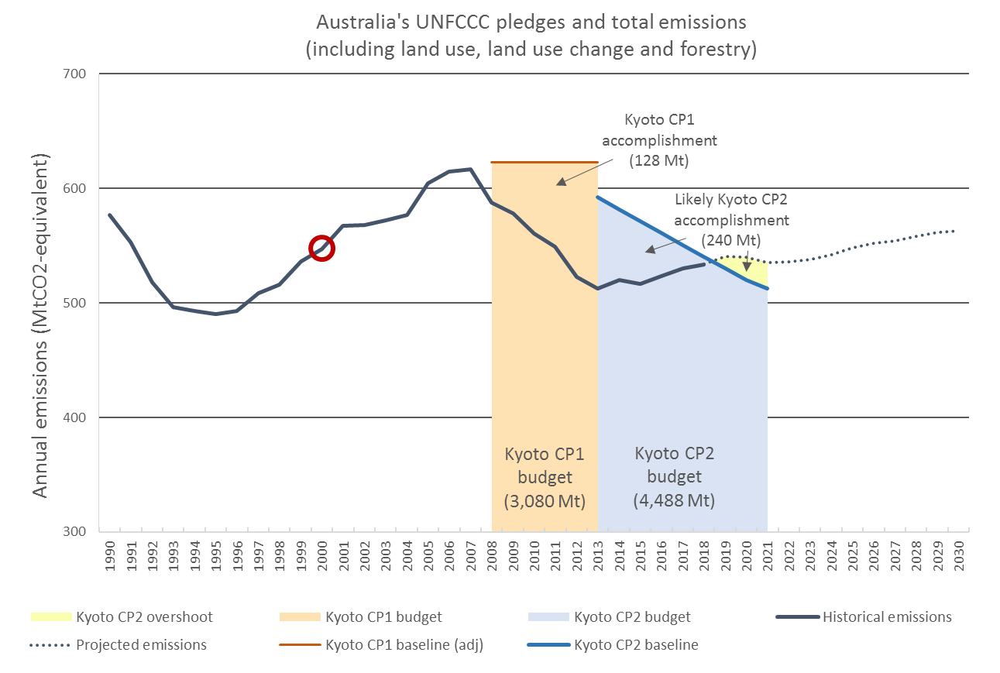 Australia's UNFCCC pledges and total emissions
(including land use, land use change and forestry)
Annual emissions (MtCO2-equivalent)
700
600
500
400
300
Kyoto CP1
accomplishment
(128 Mt)
Likely Kyoto CP2
accomplishment
(240 Mt)
Kyoto CP1
budget
(3,080 Mt)
Kyoto CP2
budget
(4,488 Mt)
1990
1991
1992
1993
1994
1995
1996
1997
1998
1999
2000
2001
2002
2003
2004
2005
2006
2007
2008
2009
2010
2011
2012
2013
2014
2015
2016
2017
2018
2019
2020
2021
2022
2023
2024
2025
2026
2027
2028
2029
2030
Kyoto CP2 overshoot
Kyoto CP1 budget
Kyoto CP2 budget
Historical emissions
Projected emissions
Kyoto CP1 baseline (adj)
Kyoto CP2 baseline